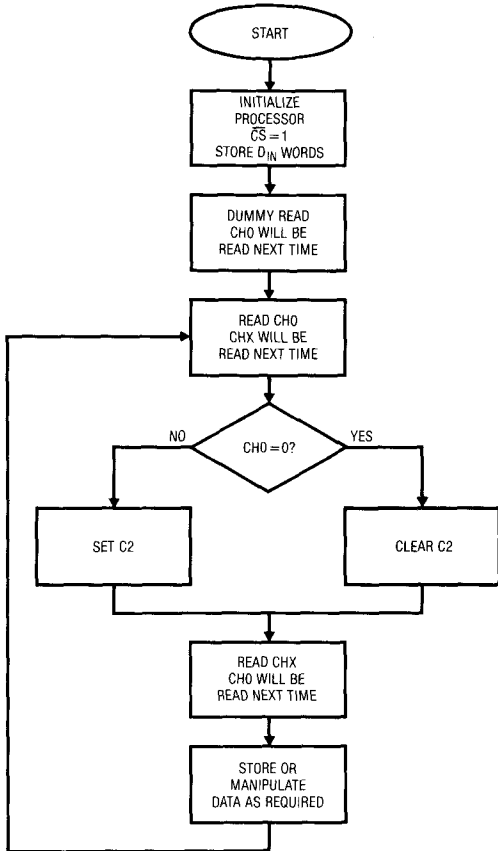 START
INITIALIZE
PROCESSOR
C̅S̅ = 1
STORE DIN WORDS
DUMMY READ
CH0 WILL BE
READ NEXT TIME
READ CH0
CHX WILL BE
READ NEXT TIME
NO
CH0 = 0?
YES
SET C2
CLEAR C2
READ CHX
CH0 WILL BE
READ NEXT TIME
STORE OR
MANIPULATE
DATA AS REQUIRED